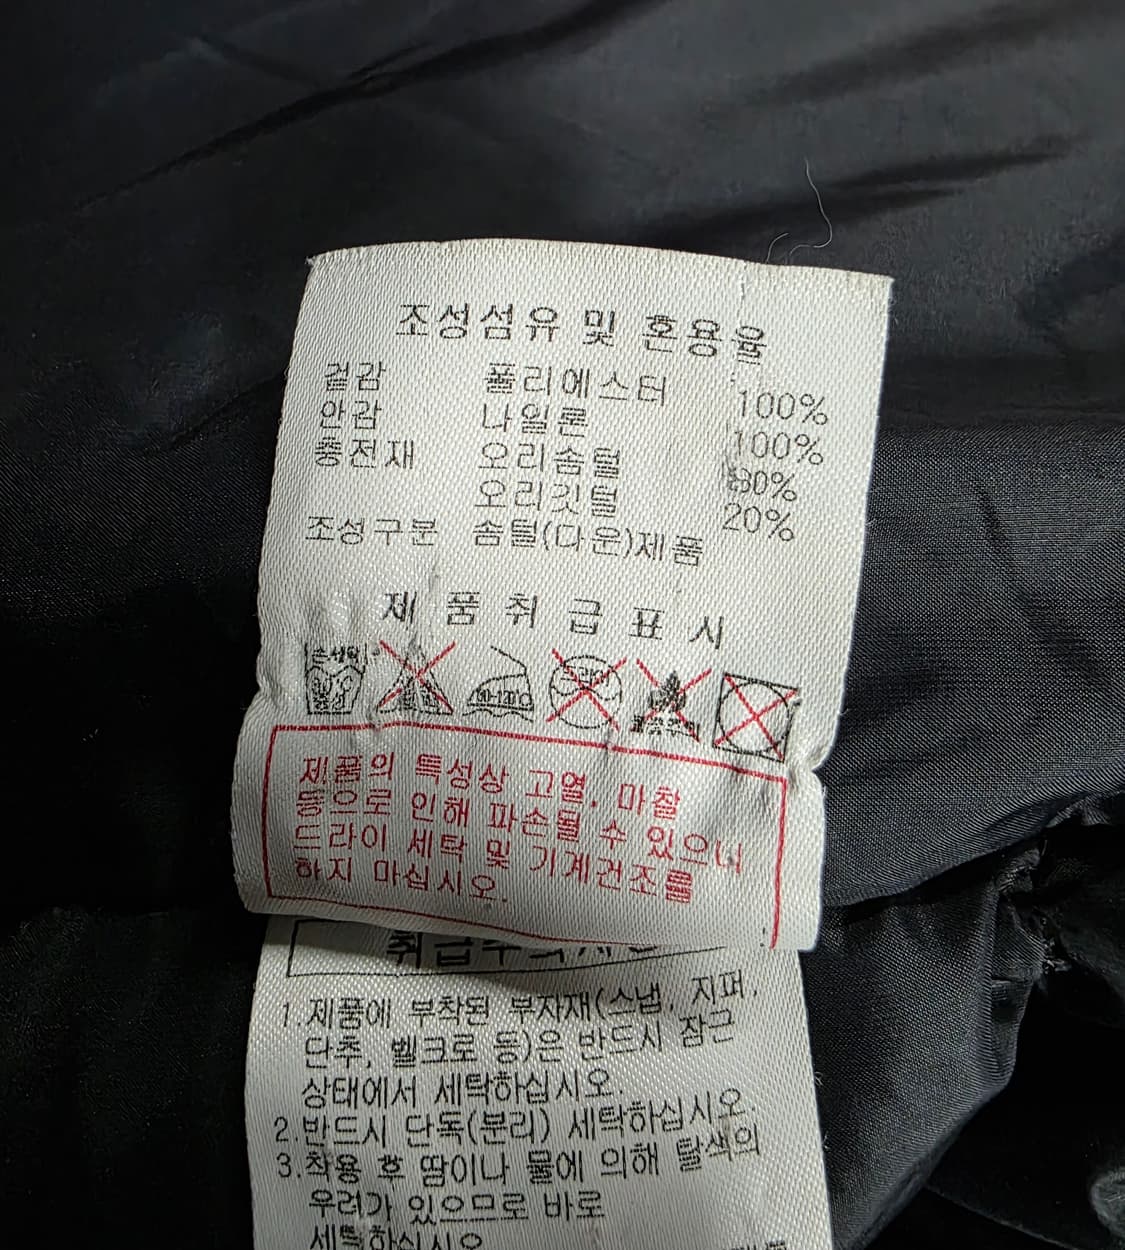 조성섬유 및 혼용율
겉감 폴리에스터 100%
안감 나일론 100%
충전재 오리솜털 80%
오리깃털 20%
조성구분 솜털(다운)제품
제품취급표시
손세탁
제품의 특성상 고열, 마찰
등으로 인해 파손될 수 있으니
드라이 세탁 및 기계건조를
하지 마십시오.
1.제품에 부착된 부자재(스냅, 지퍼,
단추, 벨크로 등)은 반드시 잠근
상태에서 세탁하십시오.
2.반드시 단독(분리) 세탁하십시오.
3.착용 후 땀이나 물에 의해 탈색의
우려가 있으므로 바로
세탁하십시오